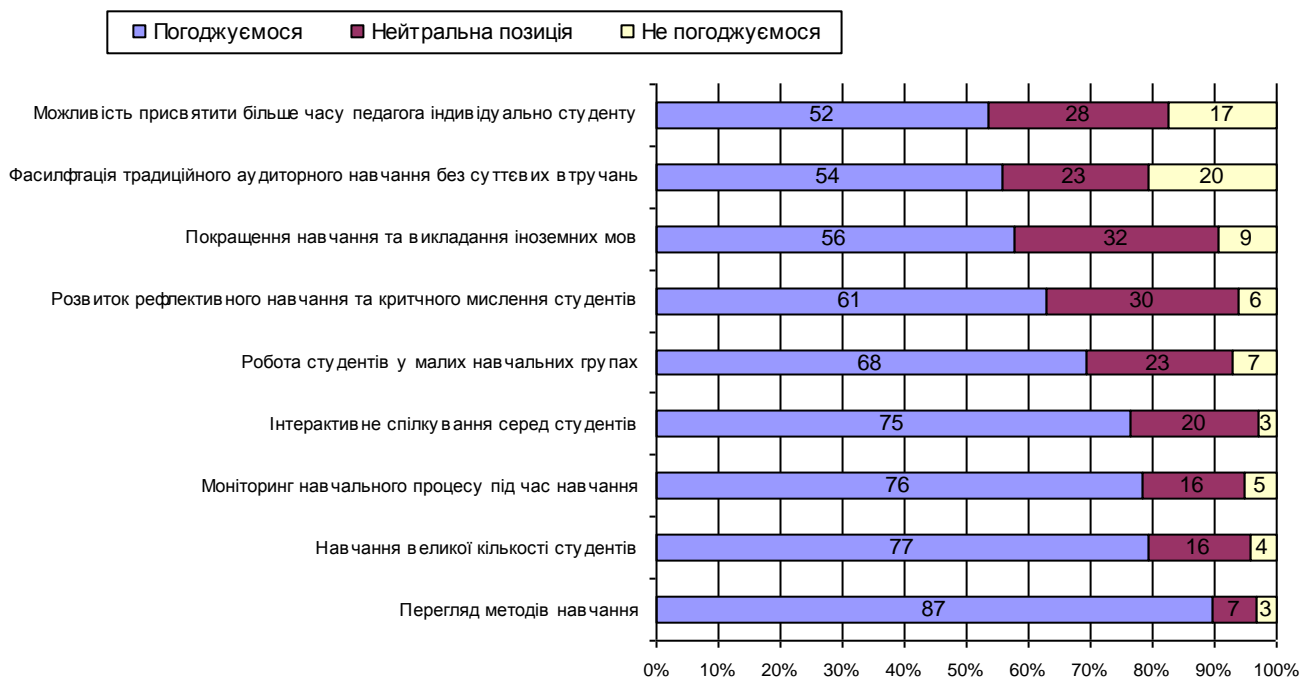 Погоджуємося Нейтральна позиція Не погоджуємося
Можливість присвятити більше часу педагога індивідуально студенту 52 28 17
Фасилфтація традиційного аудиторного навчання без суттєвих втручань 54 23 20
Покращення навчання та викладання іноземних мов 56 32 9
Розвиток рефлективного навчання та критчного мислення студентів 61 30 6
Робота студентів у малих навчальних групах 68 23 7
Інтерактивне спілкування серед студентів 75 20 3
Моніторинг навчального процесу під час навчання 76 16 5
Навчання великої кількості студентів 77 16 4
Перегляд методів навчання 87 7 3
0% 10% 20% 30% 40% 50% 60% 70% 80% 90% 100%